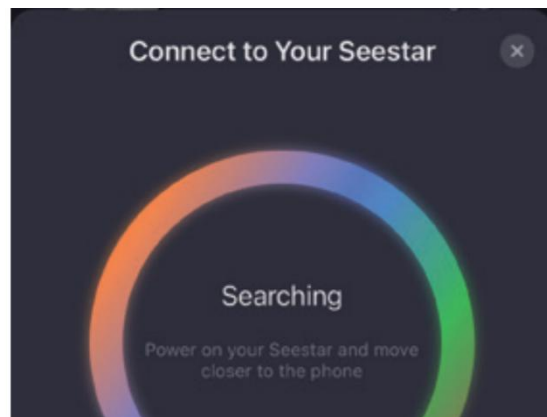 Connect to Your Seestar
Searching
Power on your Seestar and move
closer to the phone